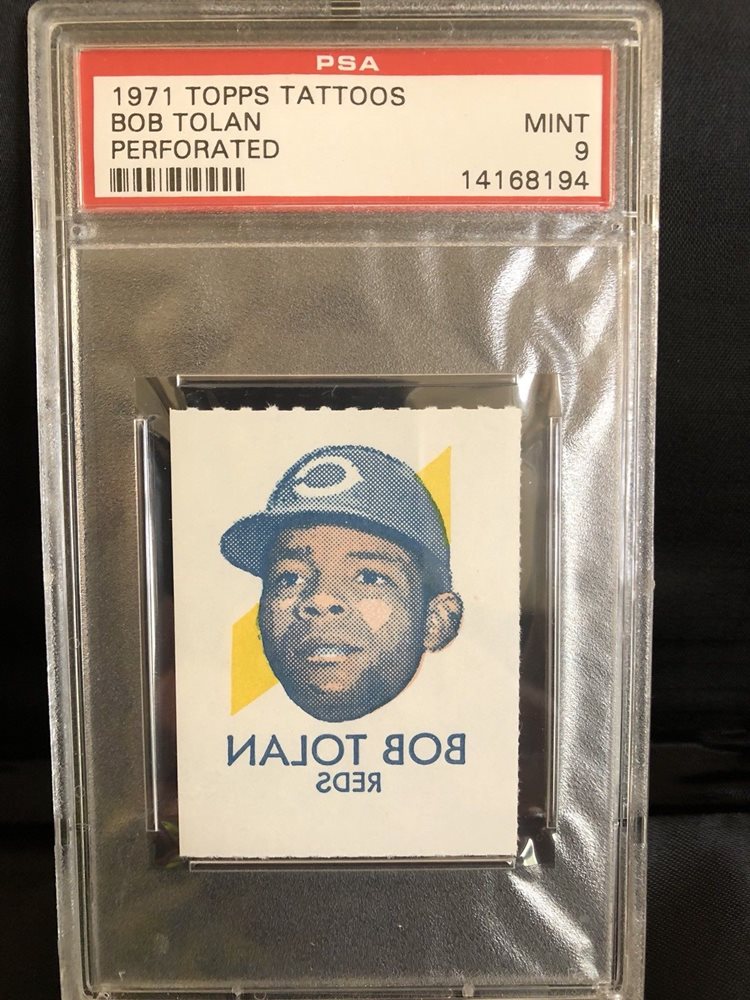 PSA
1971 TOPPS TATTOOS
BOB TOLAN MINT
PERFORATED 9
14168194
C
BOB TOLAN
REDS